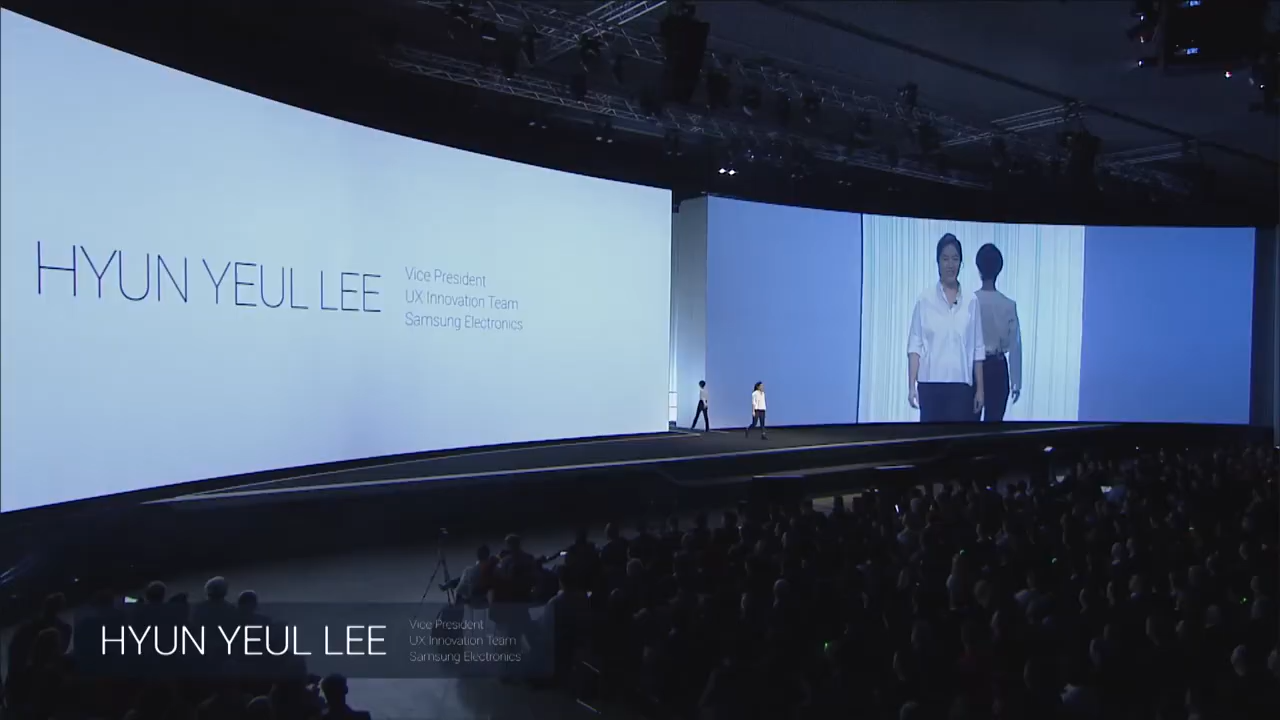 HYUN YEUL LEE
Vice President
UX Innovation Team
Samsung Electronics
HYUN YEUL LEE
Vice President
UX Innovation Team
Samsung Electronics